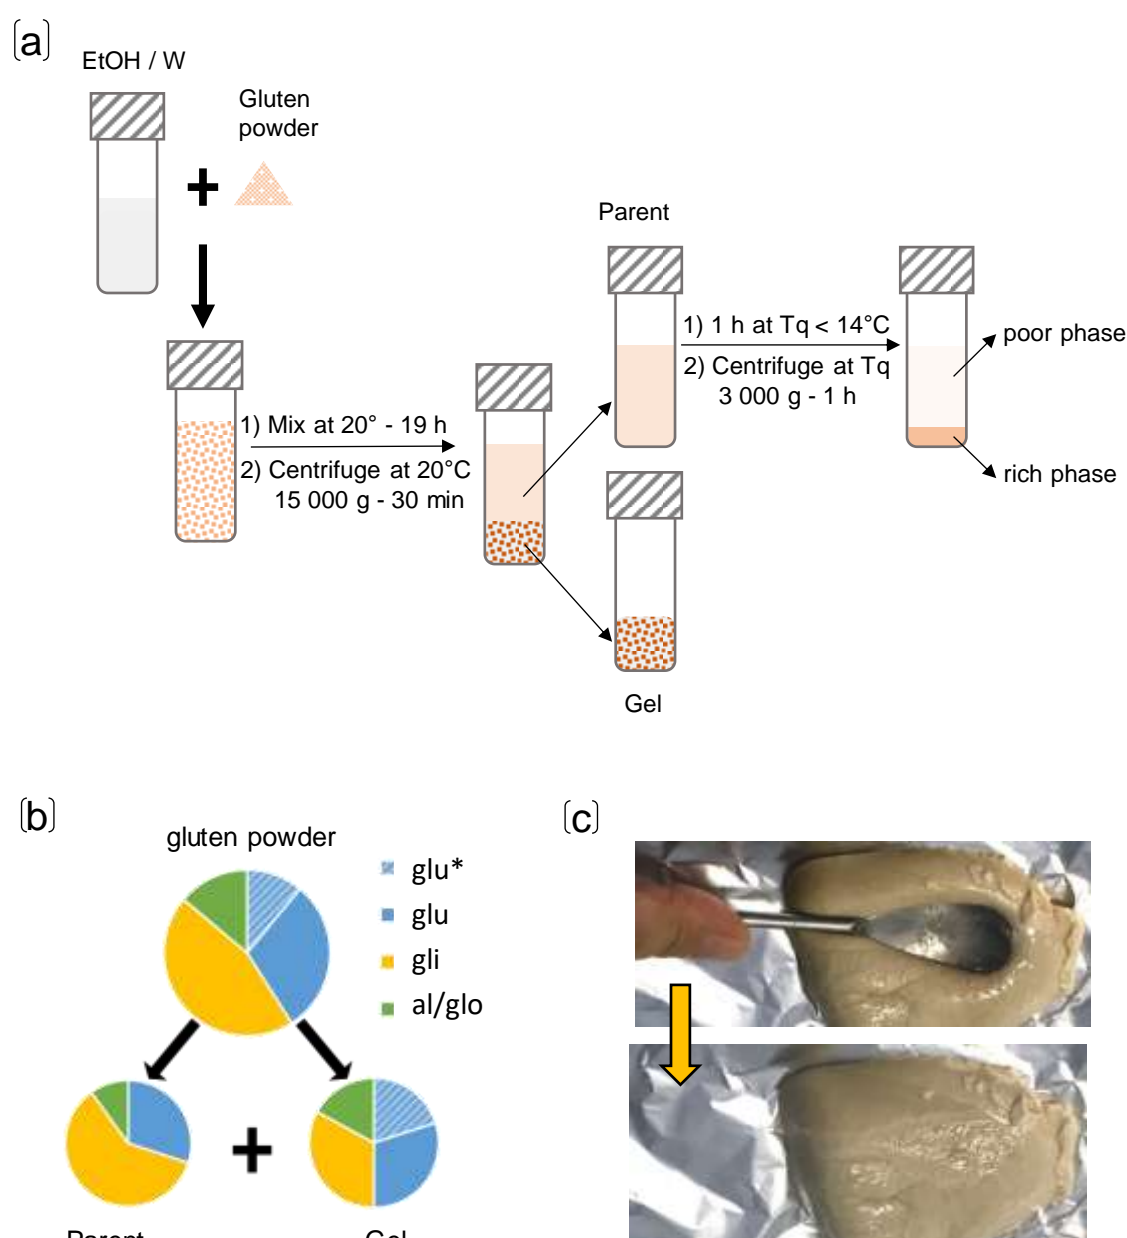 (a)
EtOH / W
Gluten
powder
Parent
1) 1 h at Tq < 14°C
2) Centrifuge at Tq
3 000 g - 1 h
poor phase
rich phase
1) Mix at 20° - 19 h
2) Centrifuge at 20°C
15 000 g - 30 min
Gel
(b)
gluten powder
glu*
glu
gli
al/glo
Parent
Gel
(c)